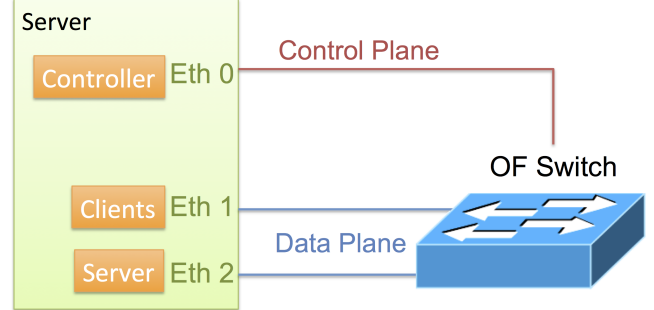 Server
Control Plane
Controller Eth 0
OF Switch
Clients Eth 1
Data Plane
Server Eth 2